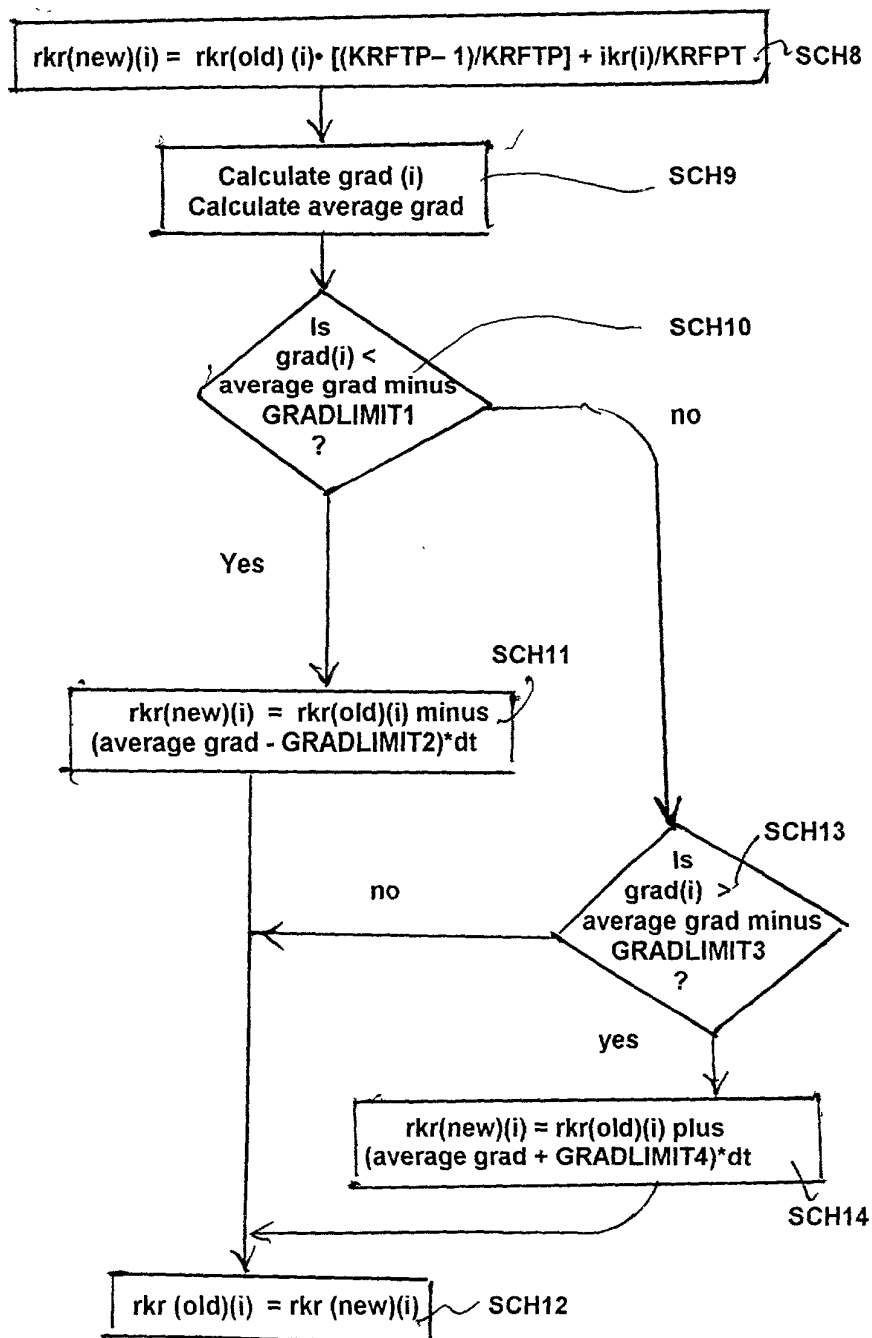 rkr(new)(i) = rkr(old) (i)• [(KRFTP– 1)/KRFTP] + ikr(i)/KRFPT
SCH8
Calculate grad (i)
Calculate average grad
SCH9
Is
grad(i) <
average grad minus
GRADLIMIT1
?
SCH10
no
Yes
SCH11
rkr(new)(i) = rkr(old)(i) minus
(average grad - GRADLIMIT2)*dt
SCH13
Is
grad(i) >
average grad minus
GRADLIMIT3
?
no
yes
rkr(new)(i) = rkr(old)(i) plus
(average grad + GRADLIMIT4)*dt
SCH14
rkr (old)(i) = rkr (new)(i)
SCH12